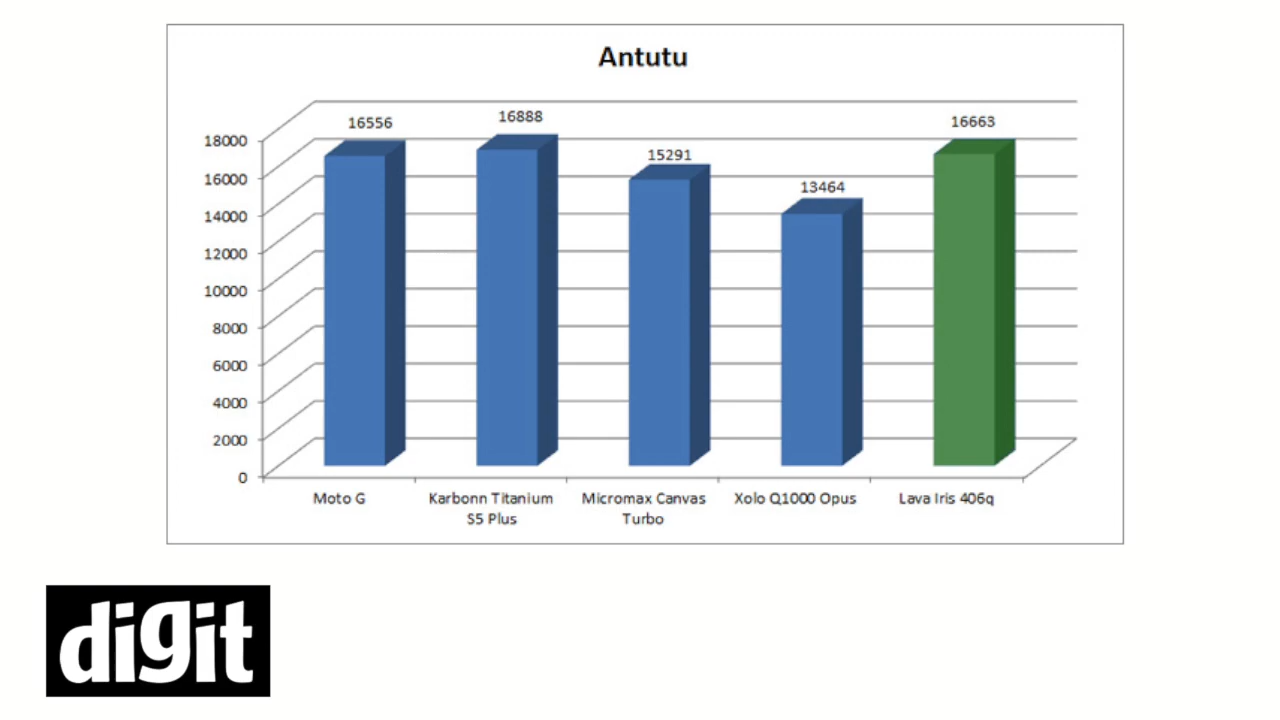 Antutu
16556
16888
15291
13464
16663
18000
16000
14000
12000
10000
8000
6000
4000
2000
0
Moto G
Karbonn Titanium
S5 Plus
Micromax Canvas
Turbo
Xolo Q1000 Opus
Lava Iris 406q
digit